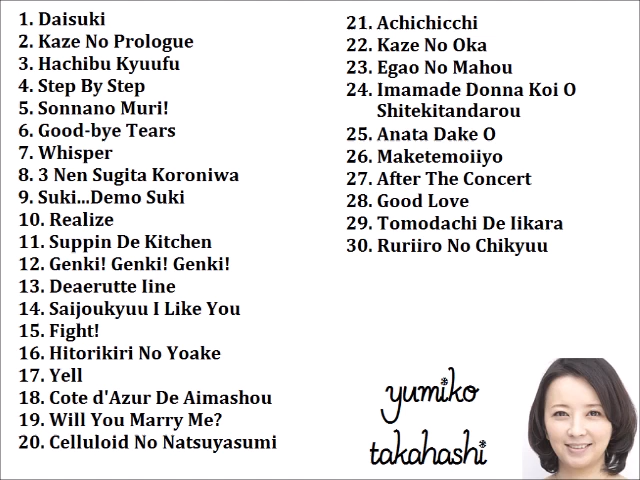 1. Daisuki
2. Kaze No Prologue
3. Hachibu Kyuufu
4. Step By Step
5. Sonnano Muri!
6. Good-bye Tears
7. Whisper
8. 3 Nen Sugita Koroniwa
9. Suki...Demo Suki
10. Realize
11. Suppin De Kitchen
12. Genki! Genki! Genki!
13. Deaerutte Iine
14. Saijoukyuu I Like You
15. Fight!
16. Hitorikiri No Yoake
17. Yell
18. Cote d'Azur De Aimashou
19. Will You Marry Me?
20. Celluloid No Natsuyasumi
21. Achichicchi
22. Kaze No Oka
23. Egao No Mahou
24. Imamade Donna Koi O
Shitekitandarou
25. Anata Dake O
26. Maketemoiiyo
27. After The Concert
28. Good Love
29. Tomodachi De Iikara
30. Ruriiro No Chikyuu
yumiko
takahashi